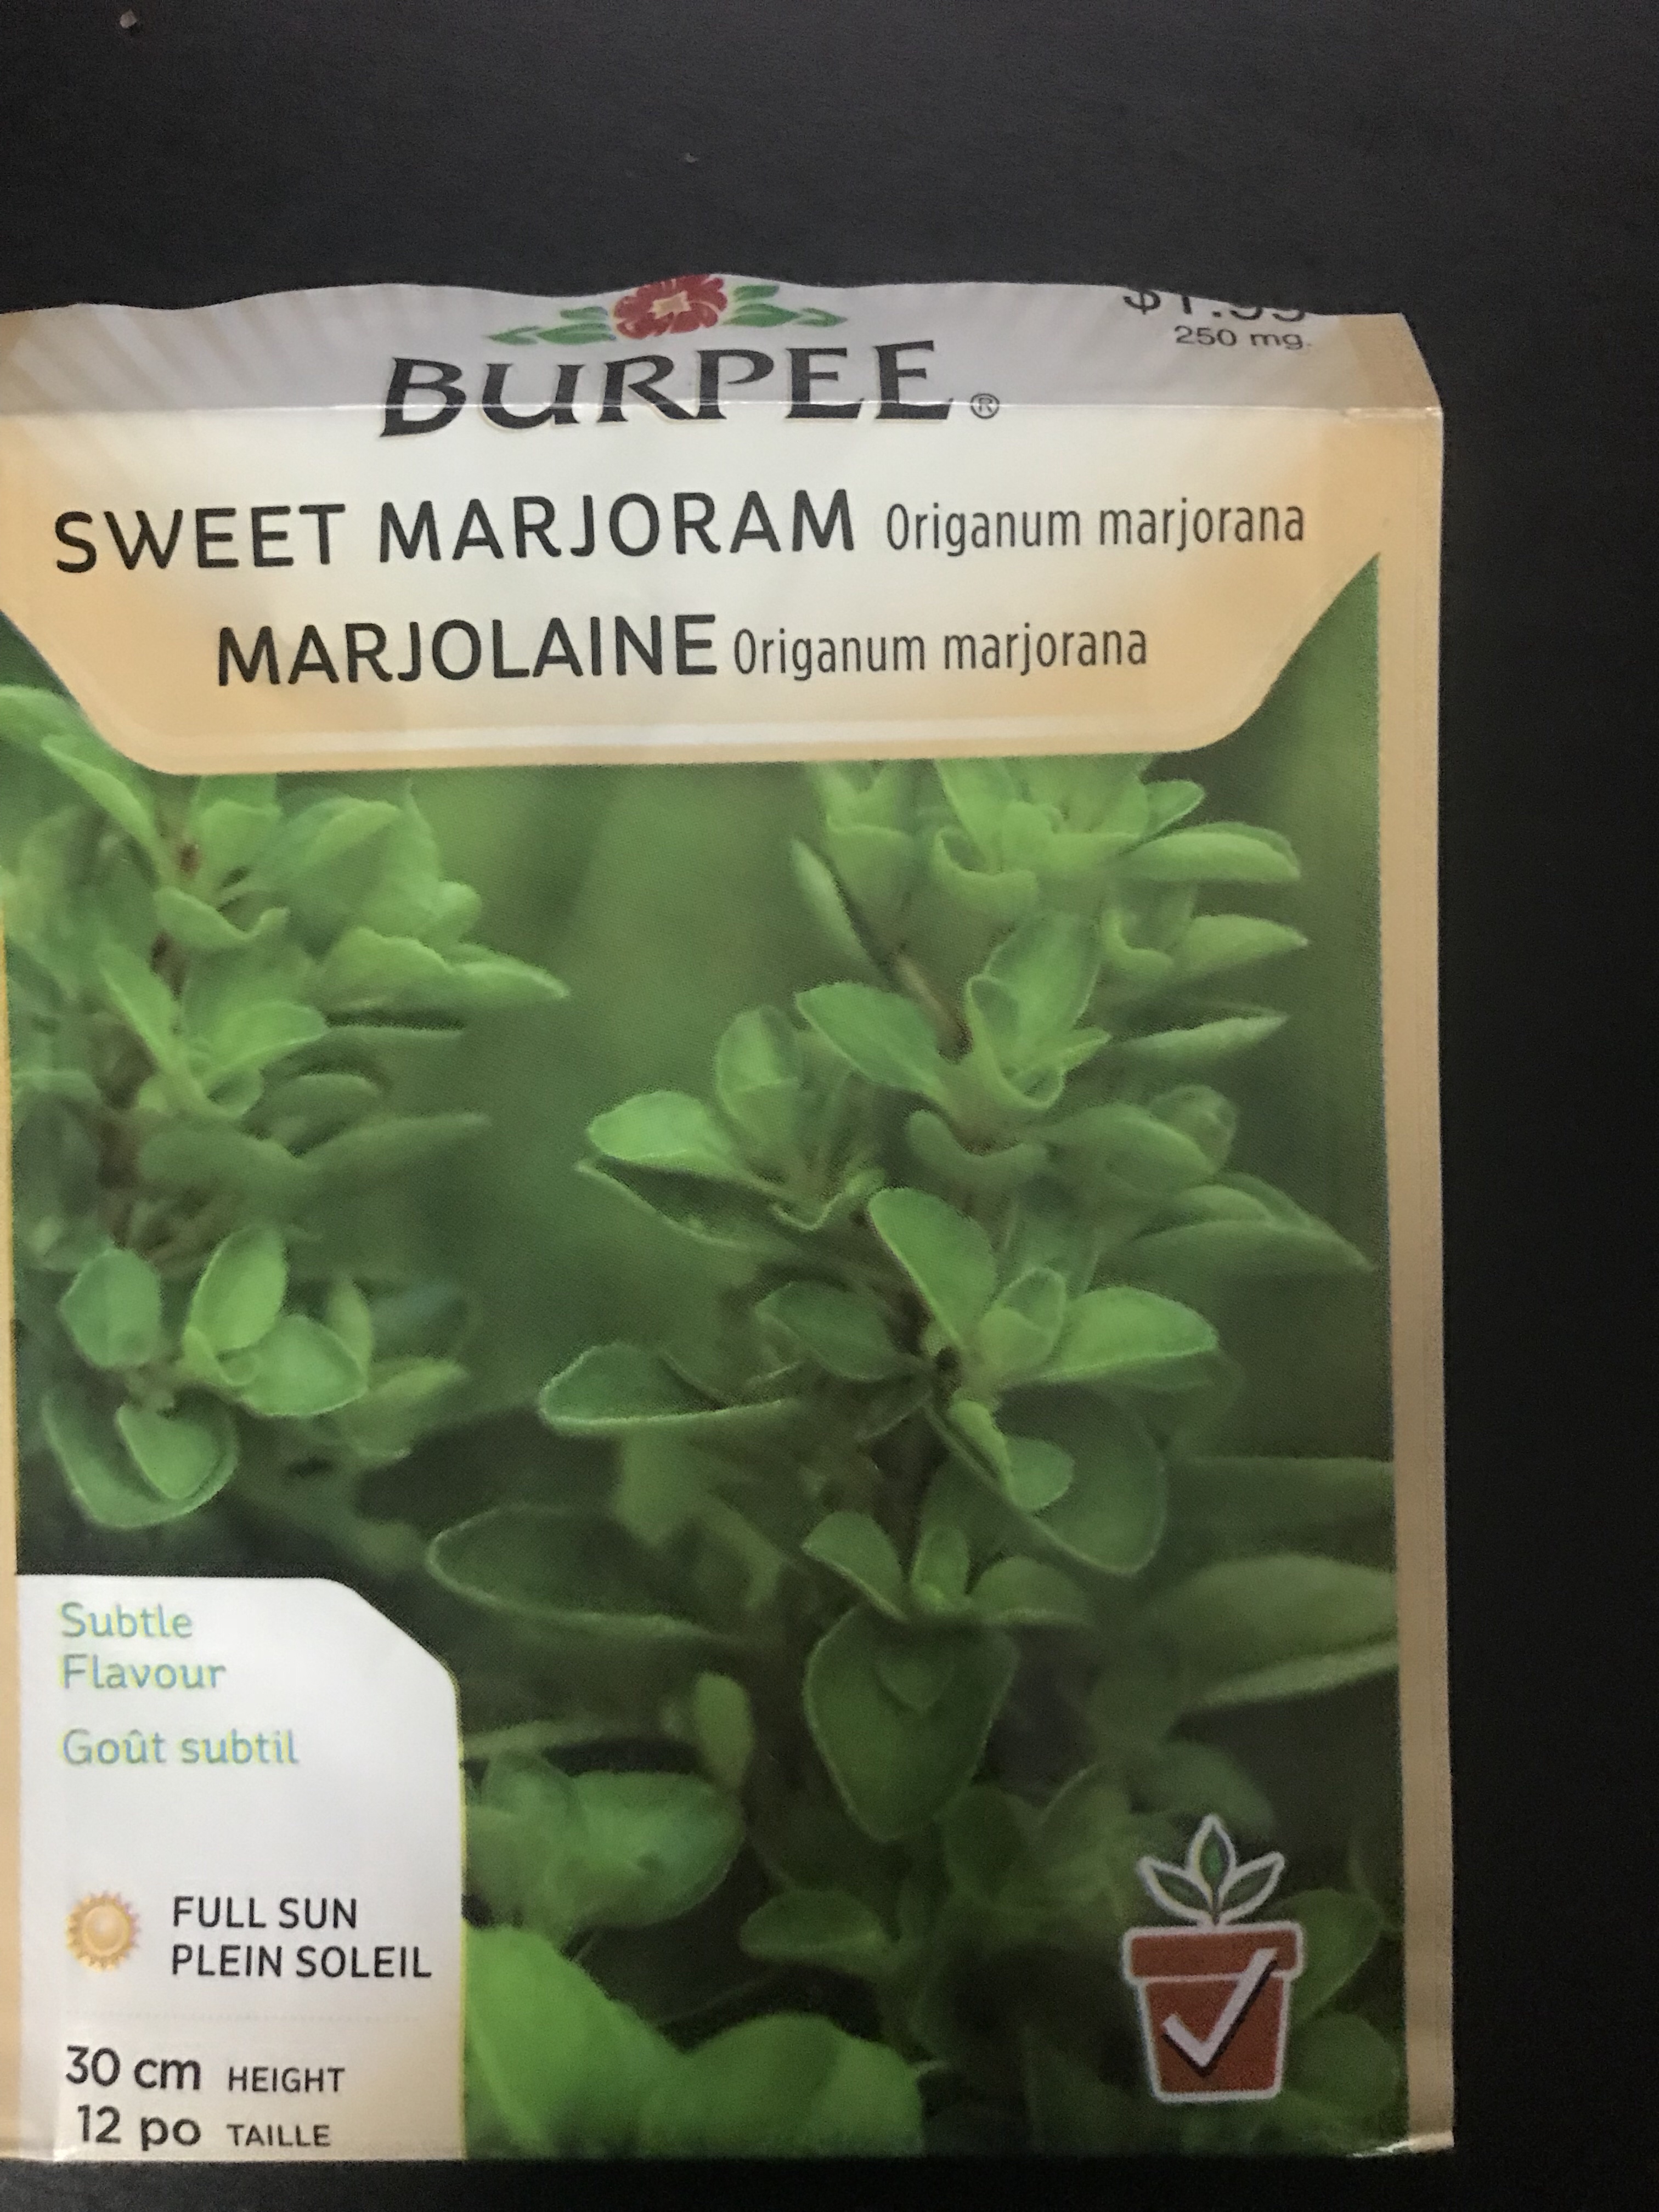 BURPEE®
250 mg.
SWEET MARJORAM Origanum marjorana
MARJOLAINE Origanum marjorana
Subtle
Flavour
Goût subtil
FULL SUN
PLEIN SOLEIL
30 cm HEIGHT
12 po TAILLE